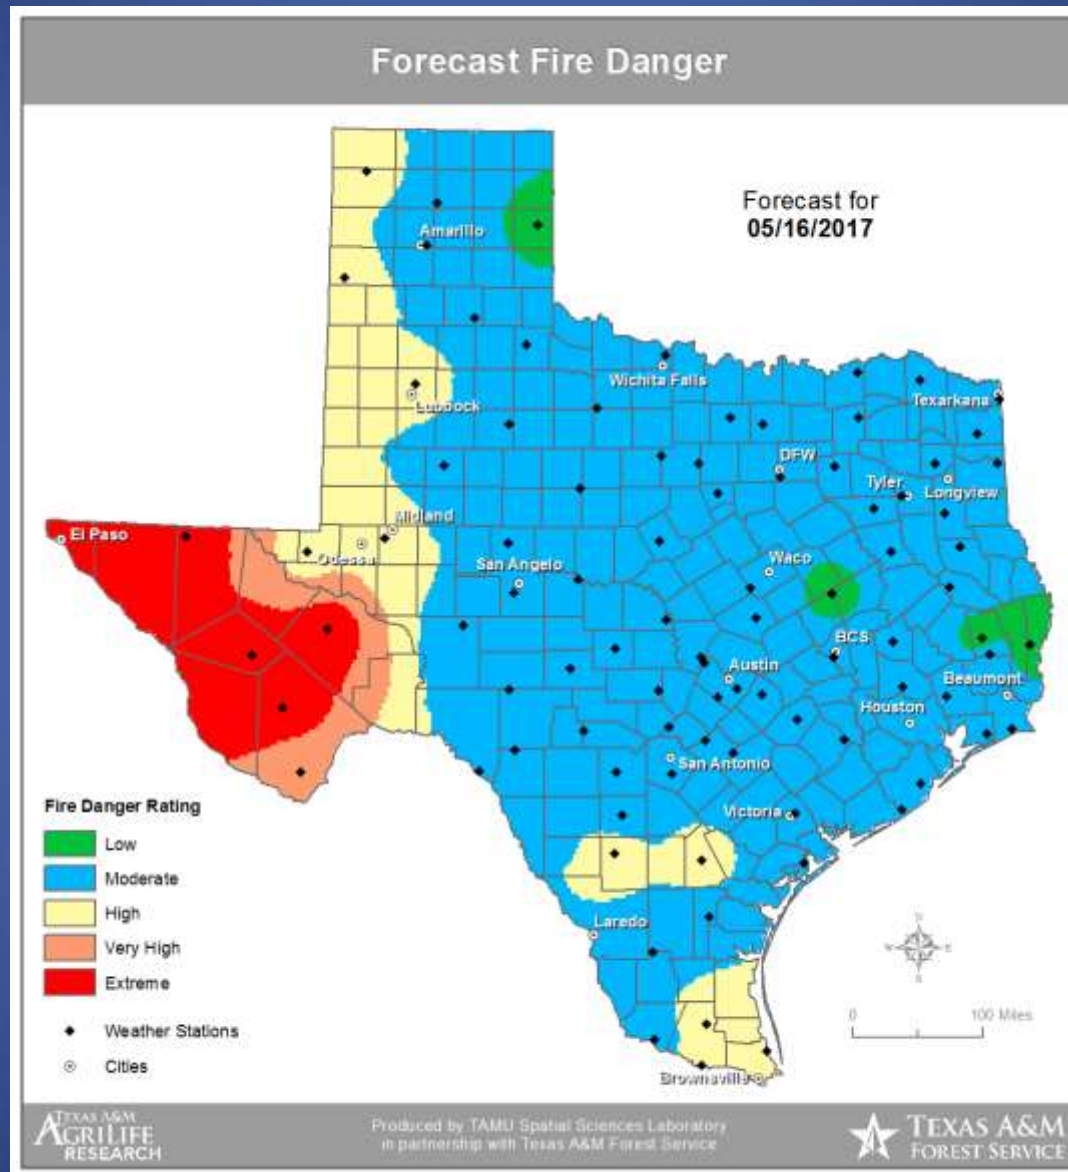 Forecast Fire Danger
Forecast for
05/16/2017
Amarillo
Wichita Falls
Lubbock
Texarkana
DFW
Tyler
Longview
El Paso
Midland
Odessa
San Angelo
Waco
BCS
Austin
Beaumont
Houston
San Antonio
Victoria
Laredo
Brownsville
Fire Danger Rating
Low
Moderate
High
Very High
Extreme
Weather Stations
Cities
N
W E
S
0 100 Miles
TEXAS A&M
AGRILIFE
RESEARCH
Produced by TAMU Spatial Sciences Laboratory
in partnership with Texas A&M Forest Service
TEXAS A&M
FOREST SERVICE